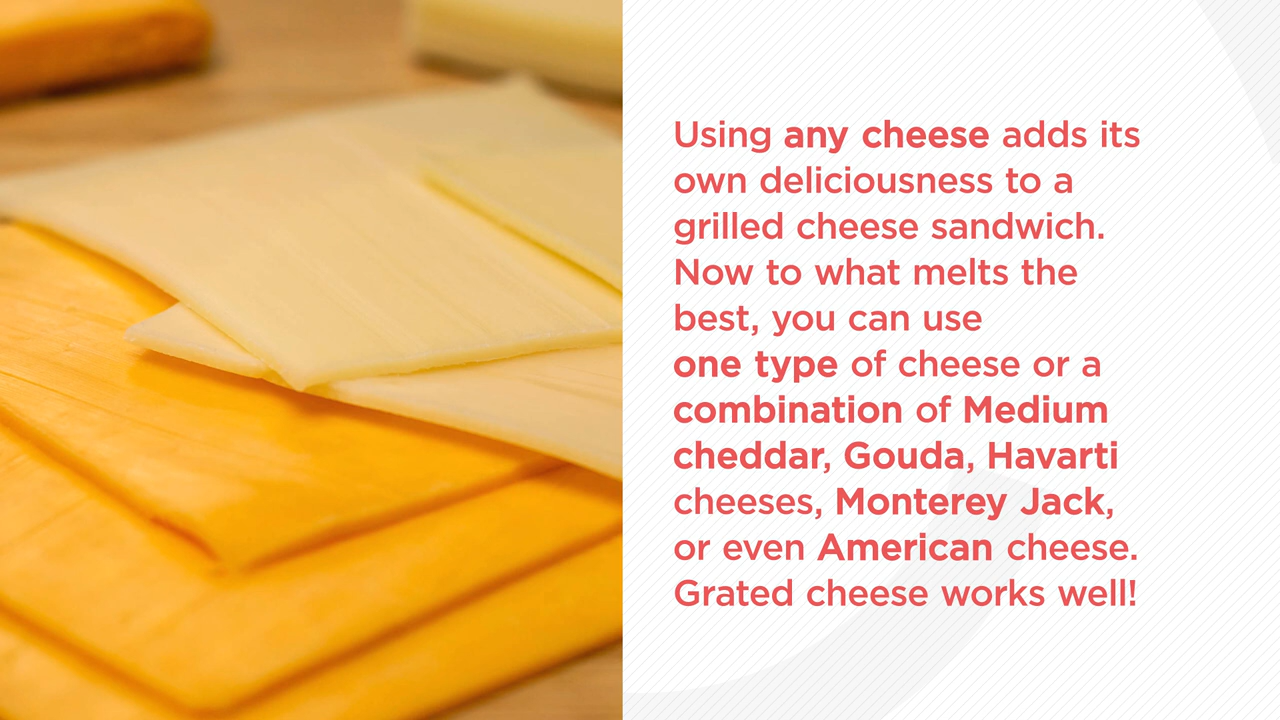 Using any cheese adds its
own deliciousness to a
grilled cheese sandwich.
Now to what melts the
best, you can use
one type of cheese or a
combination of Medium
cheddar, Gouda, Havarti
cheeses, Monterey Jack,
or even American cheese.
Grated cheese works well!